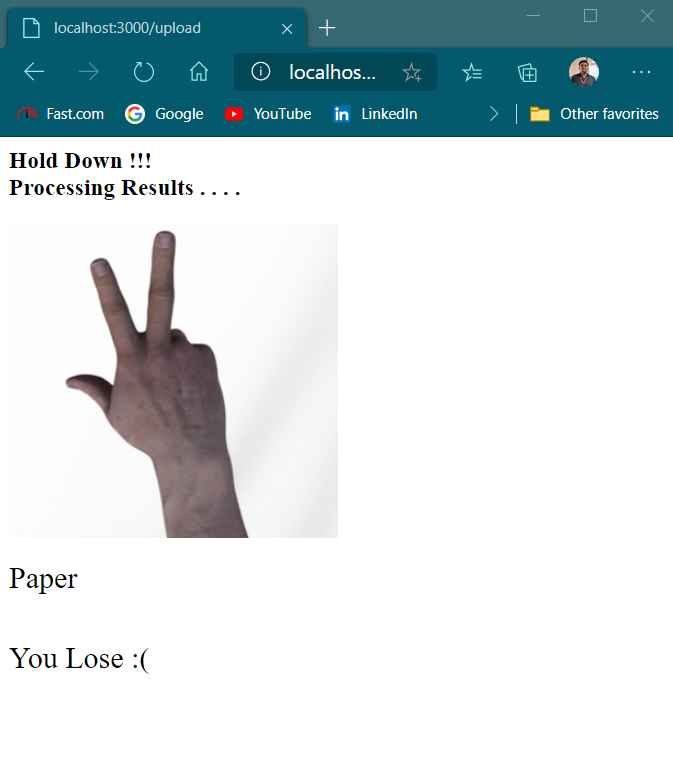 localhost:3000/upload
localhos...
Fast.com Google YouTube LinkedIn Other favorites
Hold Down !!!
Processing Results . . . .
Paper
You Lose :(